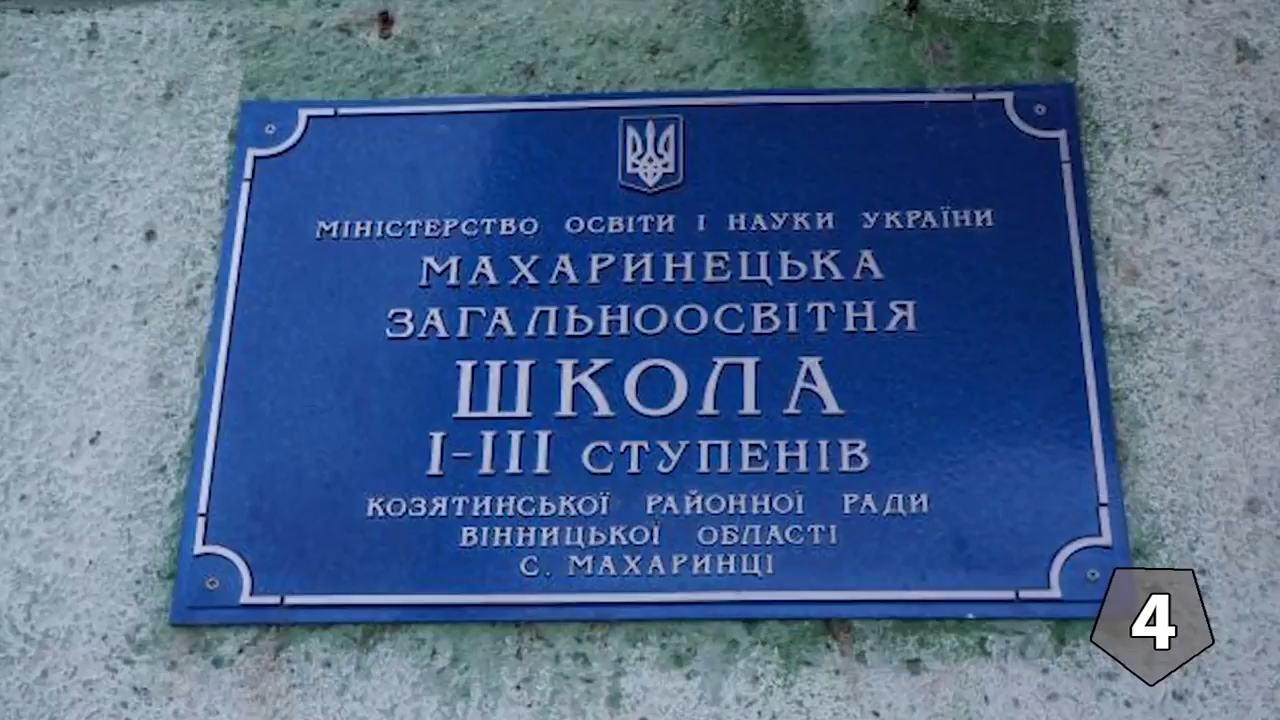 МІНІСТЕРСТВО ОСВІТИ І НАУКИ УКРАЇНИ
МАХАРИНЕЦЬКА
ЗАГАЛЬНООСВІТНЯ
ШКОЛА
І-ІІІ СТУПЕНІВ
КОЗЯТИНСЬКОЇ РАЙОННОЇ РАДИ
ВІННИЦЬКОЇ ОБЛАСТІ
С. МАХАРИНЦІ
4